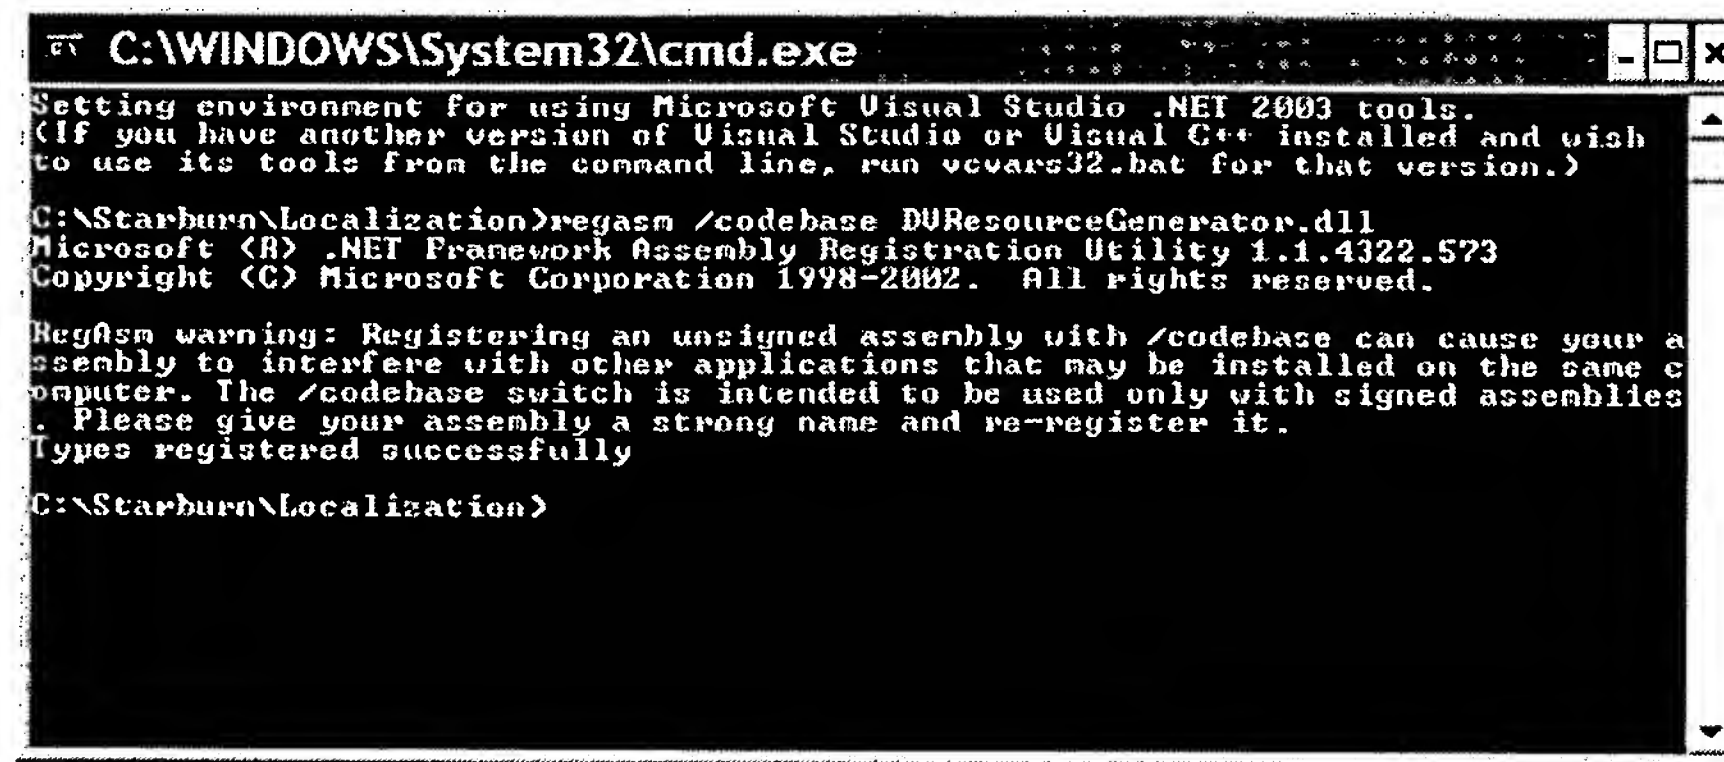 C:\WINDOWS\System32\cmd.exe
Setting environment for using Microsoft Visual Studio .NET 2003 tools.
(If you have another version of Visual Studio or Visual C++ installed and wish
to use its tools from the command line, run vcvars32.bat for that version.)
C:\Starburn\Localization>regasm /codebase DVResourceGenerator.dll
Microsoft (R) .NET Framework Assembly Registration Utility 1.1.4322.573
Copyright (C) Microsoft Corporation 1998-2002.  All rights reserved.
RegAsm warning: Registering an unsigned assembly with /codebase can cause your a
ssembly to interfere with other applications that may be installed on the same c
omputer. The /codebase switch is intended to be used only with signed assemblies
. Please give your assembly a strong name and re-register it.
Types registered successfully
C:\Starburn\Localization>